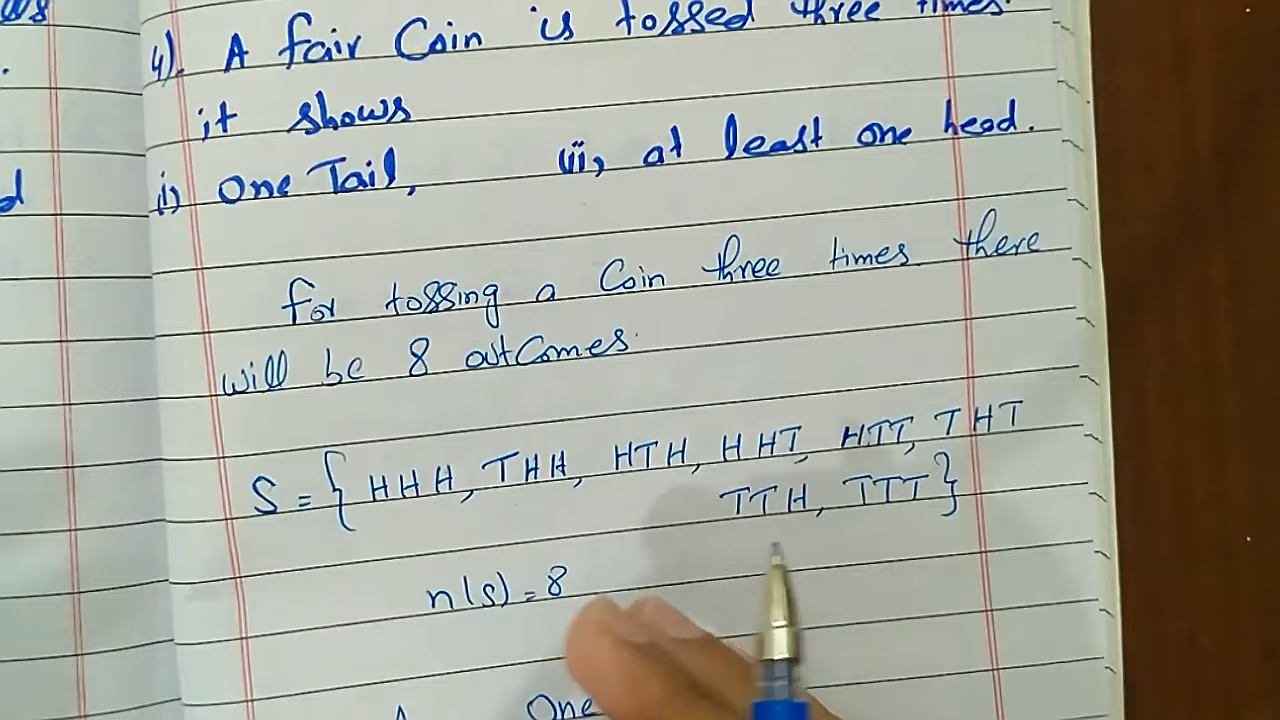 4). A fair Coin is tossed three times.
it shows
i) One Tail, (ii), at least one head.
for tossing a Coin three times there
will be 8 outComes.
S = { HHH, THH, HTH, HHT, HTT, THT
TTH, TTT }
n(s) = 8
One